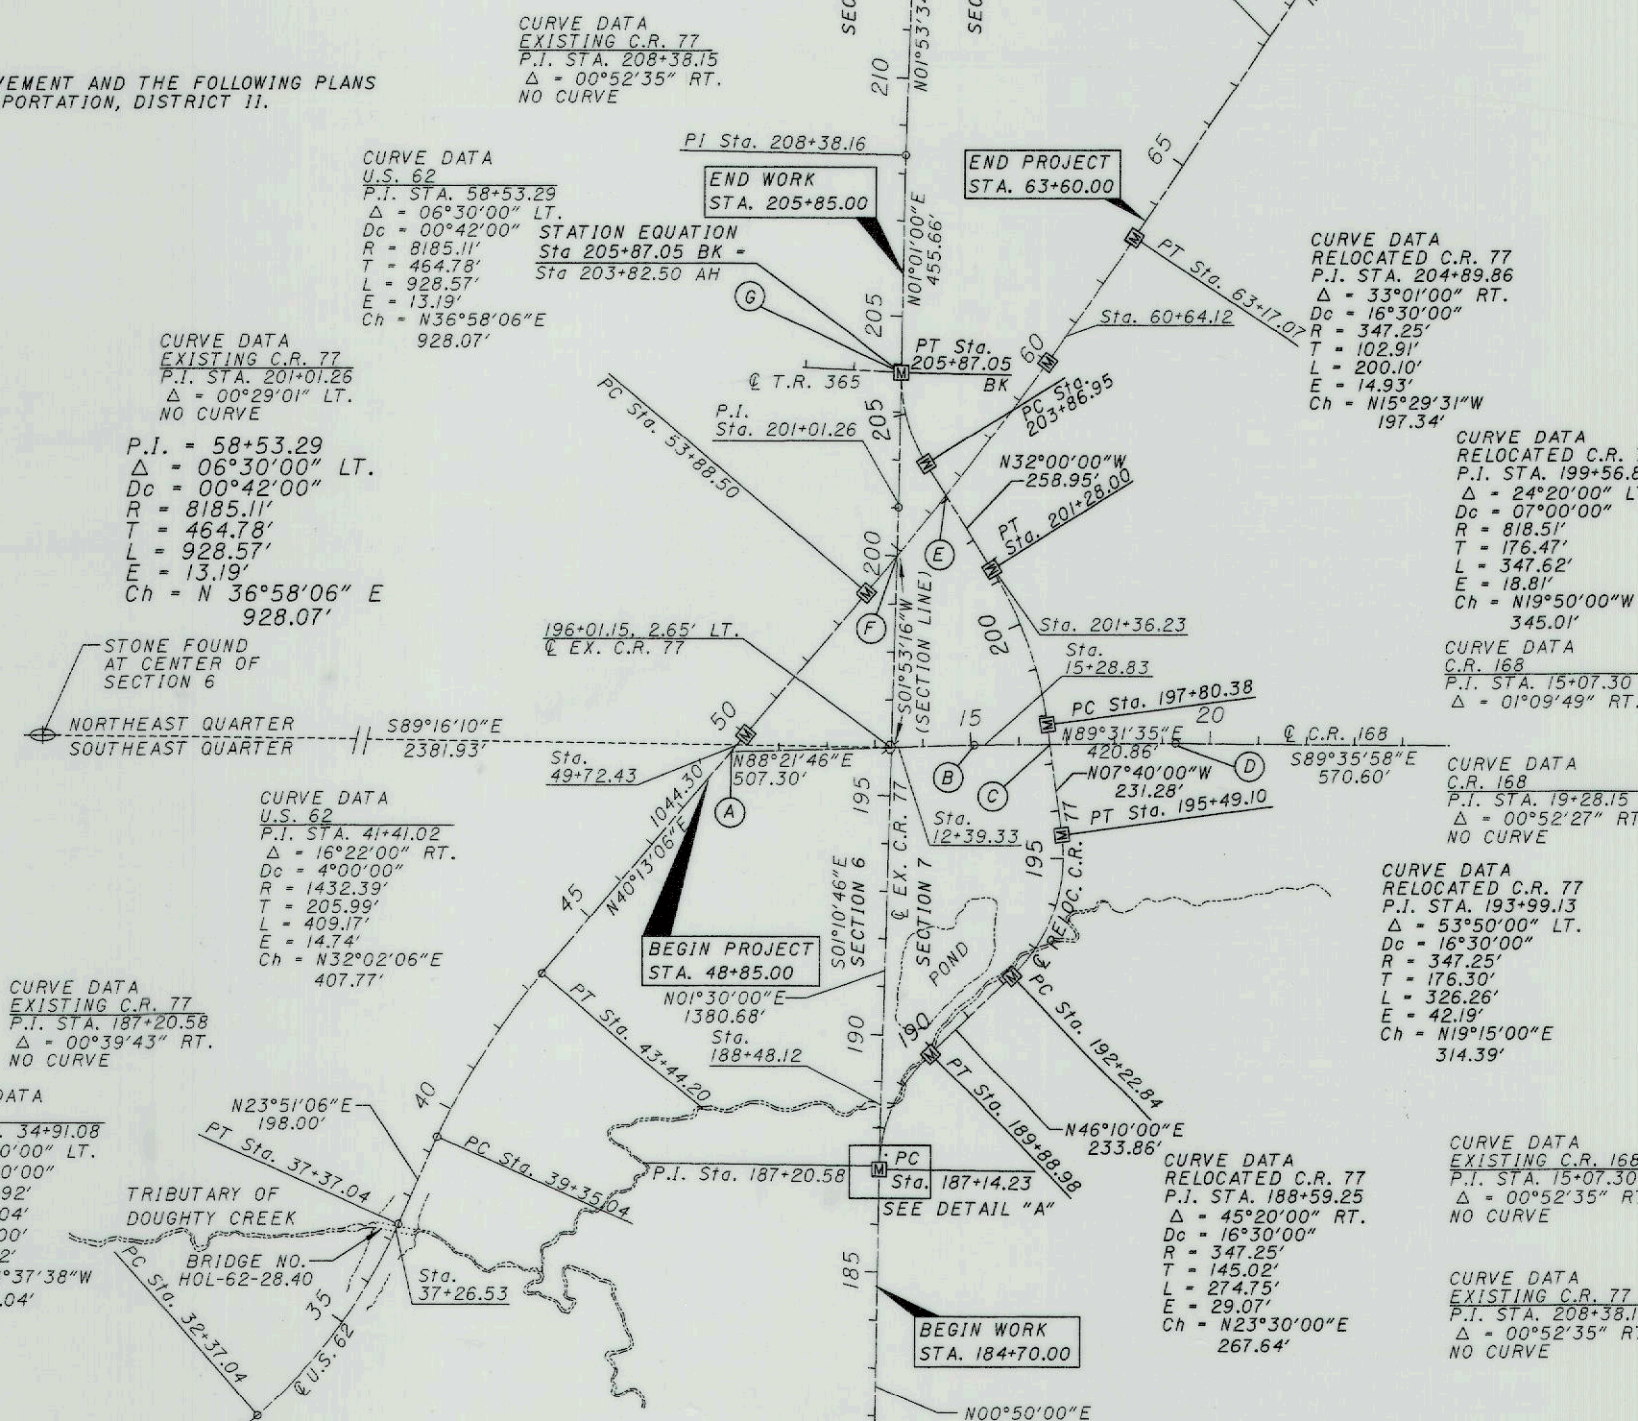 CURVE DATA
EXISTING C.R. 77
P.I. STA. 208+38.15
Δ = 00°52'35" RT.
NO CURVE
VEMENT AND THE FOLLOWING PLANS
PORTATION, DISTRICT 11.
SEC
SEC
N01°53'3
210
PI Sta. 208+38.16
END WORK
STA. 205+85.00
END PROJECT
STA. 63+60.00
65
CURVE DATA
U.S. 62
P.I. STA. 58+53.29
Δ = 06°30'00" LT.
Dc = 00°42'00"
R = 8185.11'
T = 464.78'
L = 928.57'
E = 13.19'
Ch = N36°58'06"E
928.07'
STATION EQUATION
Sta 205+87.05 BK =
Sta 203+82.50 AH
G
N01°01'00"E
455.66'
205
PT Sta. 63+17.07
Sta. 60+64.12
60
CURVE DATA
RELOCATED C.R. 77
P.I. STA. 204+89.86
Δ = 33°01'00" RT.
Dc = 16°30'00"
R = 347.25'
T = 102.91'
L = 200.10'
E = 14.93'
Ch = N15°29'31"W
197.34'
CURVE DATA
EXISTING C.R. 77
P.I. STA. 201+01.26
Δ = 00°29'01" LT.
NO CURVE
℄ T.R. 365
PT Sta.
205+87.05
BK
PC Sta.
203+86.95
PC Sta. 53+88.50
P.I.
Sta. 201+01.26
205
N32°00'00"W
258.95'
PT
Sta. 201+28.00
P.I. = 58+53.29
Δ = 06°30'00" LT.
Dc = 00°42'00"
R = 8185.11'
T = 464.78'
L = 928.57'
E = 13.19'
Ch = N 36°58'06" E
928.07'
CURVE DATA
RELOCATED C.R.
P.I. STA. 199+56.8
Δ = 24°20'00" L
Dc = 07°00'00"
R = 818.51'
T = 176.47'
L = 347.62'
E = 18.81'
Ch = N19°50'00"W
345.01'
200
E
F
200
Sta. 201+36.23
S01°53'16"W
(SECTION LINE)
196+01.15, 2.65' LT.
℄ EX. C.R. 77
STONE FOUND
AT CENTER OF
SECTION 6
NORTHEAST QUARTER
SOUTHEAST QUARTER
S89°16'10"E
2381.93'
Sta.
15+28.83
CURVE DATA
C.R. 168
P.I. STA. 15+07.30
Δ = 01°09'49" RT.
PC Sta. 197+80.38
50
15
20
Sta.
49+72.43
N88°21'46"E
507.30'
N89°31'35"E
420.86'
℄ C.R. 168
S89°35'58"E
570.60'
A
B
C
D
N07°40'00"W
231.28'
PT Sta. 195+49.10
CURVE DATA
C.R. 168
P.I. STA. 19+28.15
Δ = 00°52'27" RT
NO CURVE
195
Sta.
12+39.33
CURVE DATA
U.S. 62
P.I. STA. 41+41.02
Δ = 16°22'00" RT.
Dc = 4°00'00"
R = 1432.39'
T = 205.99'
L = 409.17'
E = 14.74'
Ch = N32°02'06"E
407.77'
1044.30'
N40°13'06"E
45
195
℄ RELOC. C.R. 77
℄ EX. C.R. 77
S01°10'46"E
SECTION 6
SECTION 7
POND
BEGIN PROJECT
STA. 48+85.00
N01°30'00"E
1380.68'
CURVE DATA
RELOCATED C.R. 77
P.I. STA. 193+99.13
Δ = 53°50'00" LT.
Dc = 16°30'00"
R = 347.25'
T = 176.30'
L = 326.26'
E = 42.19'
Ch = N19°15'00"E
314.39'
CURVE DATA
EXISTING C.R. 77
P.I. STA. 187+20.58
Δ = 00°39'43" RT.
NO CURVE
PT Sta. 43+44.20
Sta.
188+48.12
190
190
PC Sta. 192+22.84
PT Sta. 189+88.98
N46°10'00"E
233.86'
ATA
. 34+91.08
0'00" LT.
0'00"
92'
04'
00'
2'
°37'38"W
.04'
40
N23°51'06"E
198.00'
PT Sta. 37+37.04
PC Sta. 39+35.04
P.I. Sta. 187+20.58
PC
Sta. 187+14.23
SEE DETAIL "A"
TRIBUTARY OF
DOUGHTY CREEK
BRIDGE NO.
HOL-62-28.40
Sta.
37+26.53
PC Sta. 32+37.04
35
℄ U.S. 62
185
BEGIN WORK
STA. 184+70.00
N00°50'00"E
CURVE DATA
RELOCATED C.R. 77
P.I. STA. 188+59.25
Δ = 45°20'00" RT.
Dc = 16°30'00"
R = 347.25'
T = 145.02'
L = 274.75'
E = 29.07'
Ch = N23°30'00"E
267.64'
CURVE DATA
EXISTING C.R. 168
P.I. STA. 15+07.30
Δ = 00°52'35" R
NO CURVE
CURVE DATA
EXISTING C.R. 77
P.I. STA. 208+38.1
Δ = 00°52'35" R
NO CURVE